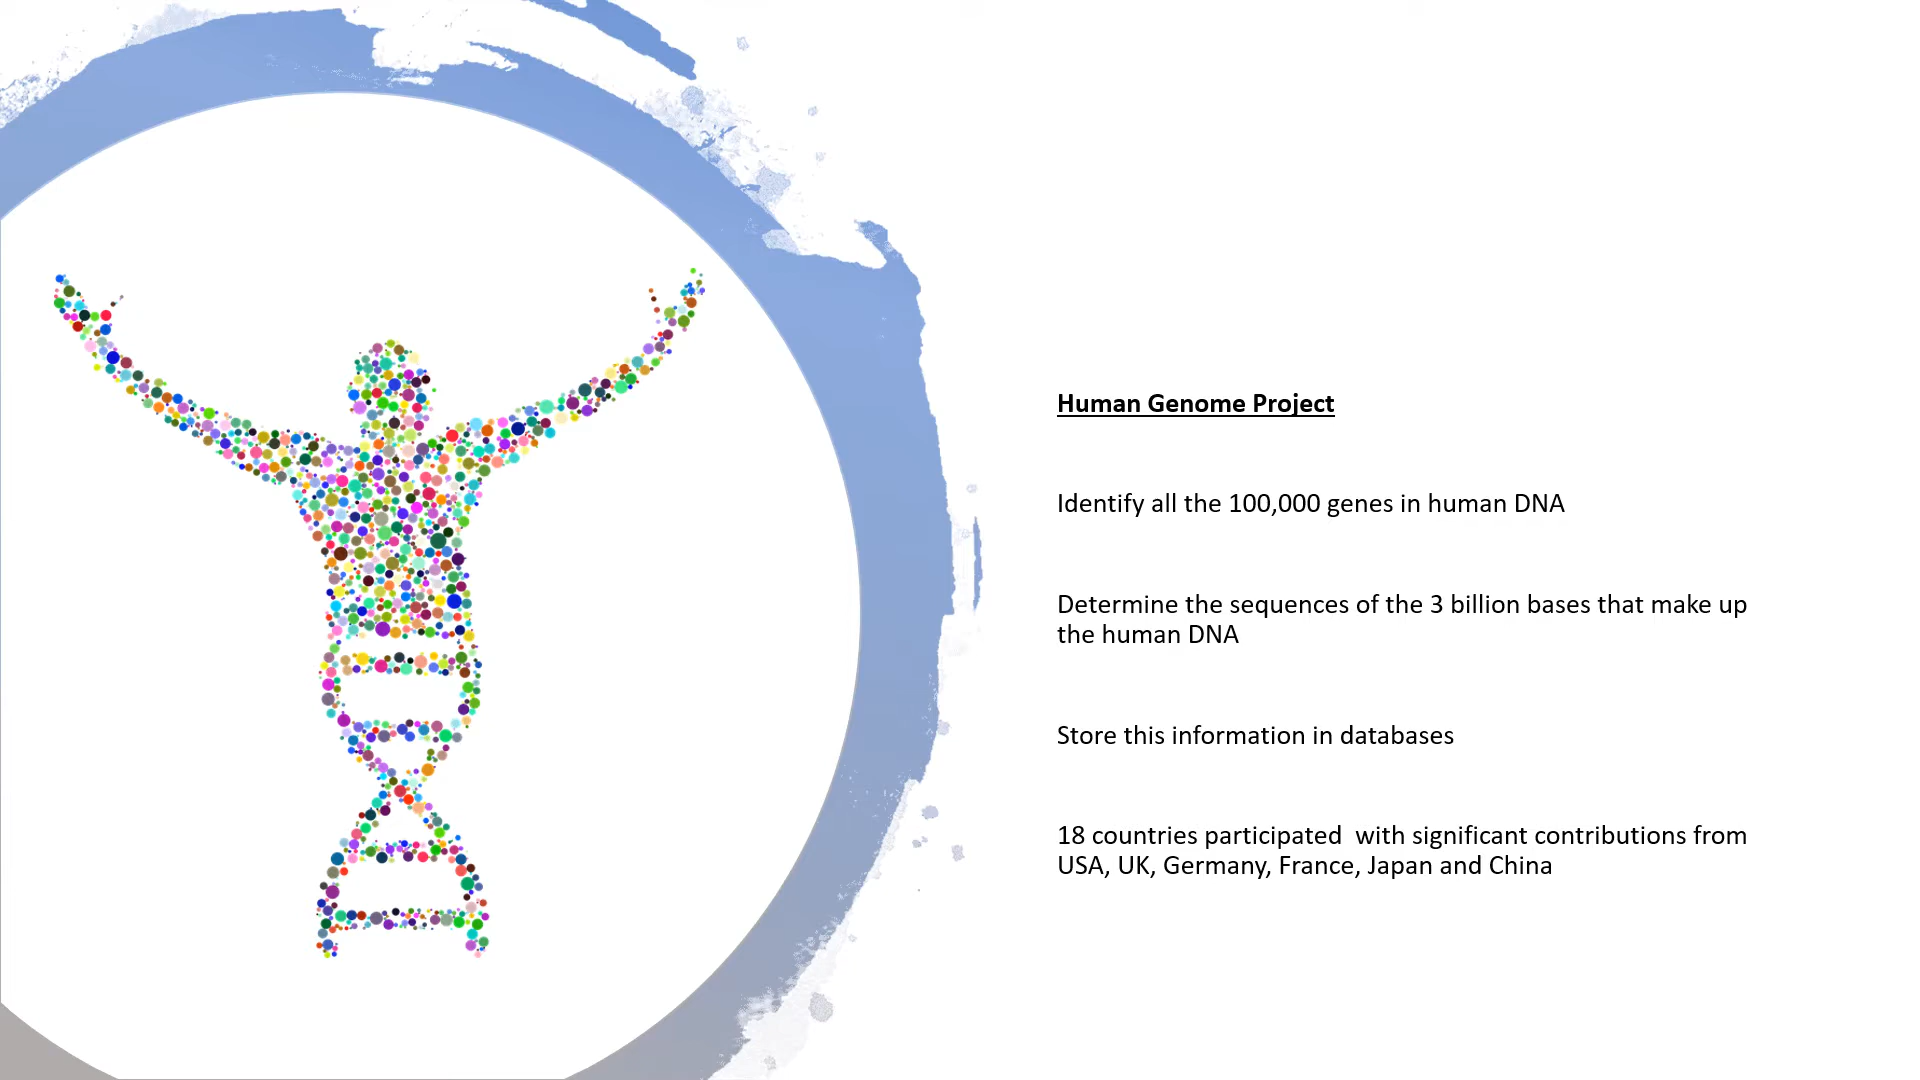 Human Genome Project
Identify all the 100,000 genes in human DNA
Determine the sequences of the 3 billion bases that make up
the human DNA
Store this information in databases
18 countries participated  with significant contributions from
USA, UK, Germany, France, Japan and China